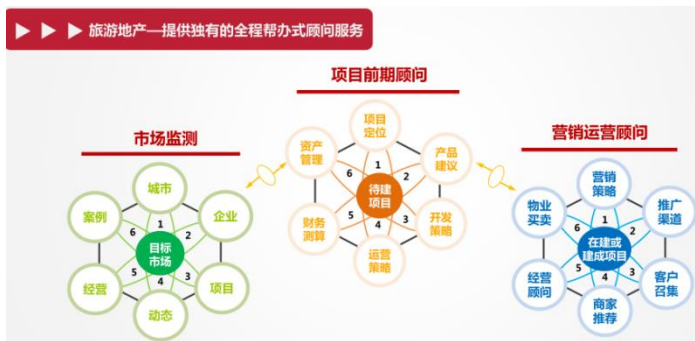 旅游地产—提供独有的全程帮办式顾问服务
市场监测
城市
企业
项目
动态
经营
案例
目标
市场
1
2
3
4
5
6
项目前期顾问
项目
定位
产品
建议
开发
策略
运营
策略
财务
测算
资产
管理
待建
项目
1
2
3
4
5
6
营销运营顾问
营销
策略
推广
渠道
客户
召集
商家
推荐
经营
顾问
物业
买卖
在建或
建成项目
1
2
3
4
5
6